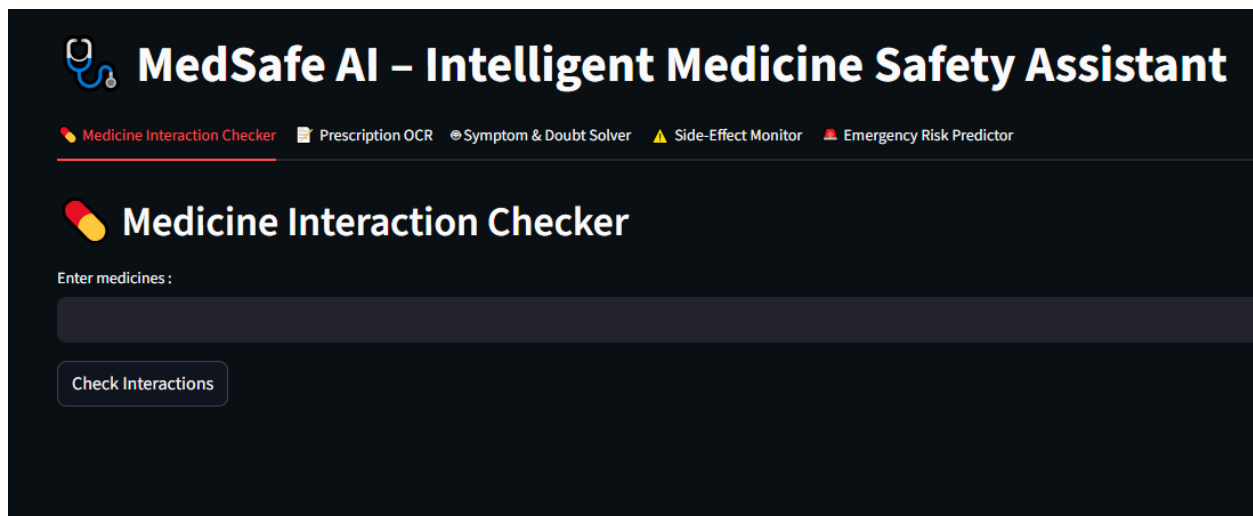 MedSafe AI – Intelligent Medicine Safety Assistant
Medicine Interaction Checker Prescription OCR Symptom & Doubt Solver Side-Effect Monitor Emergency Risk Predictor
Medicine Interaction Checker
Enter medicines :
Check Interactions